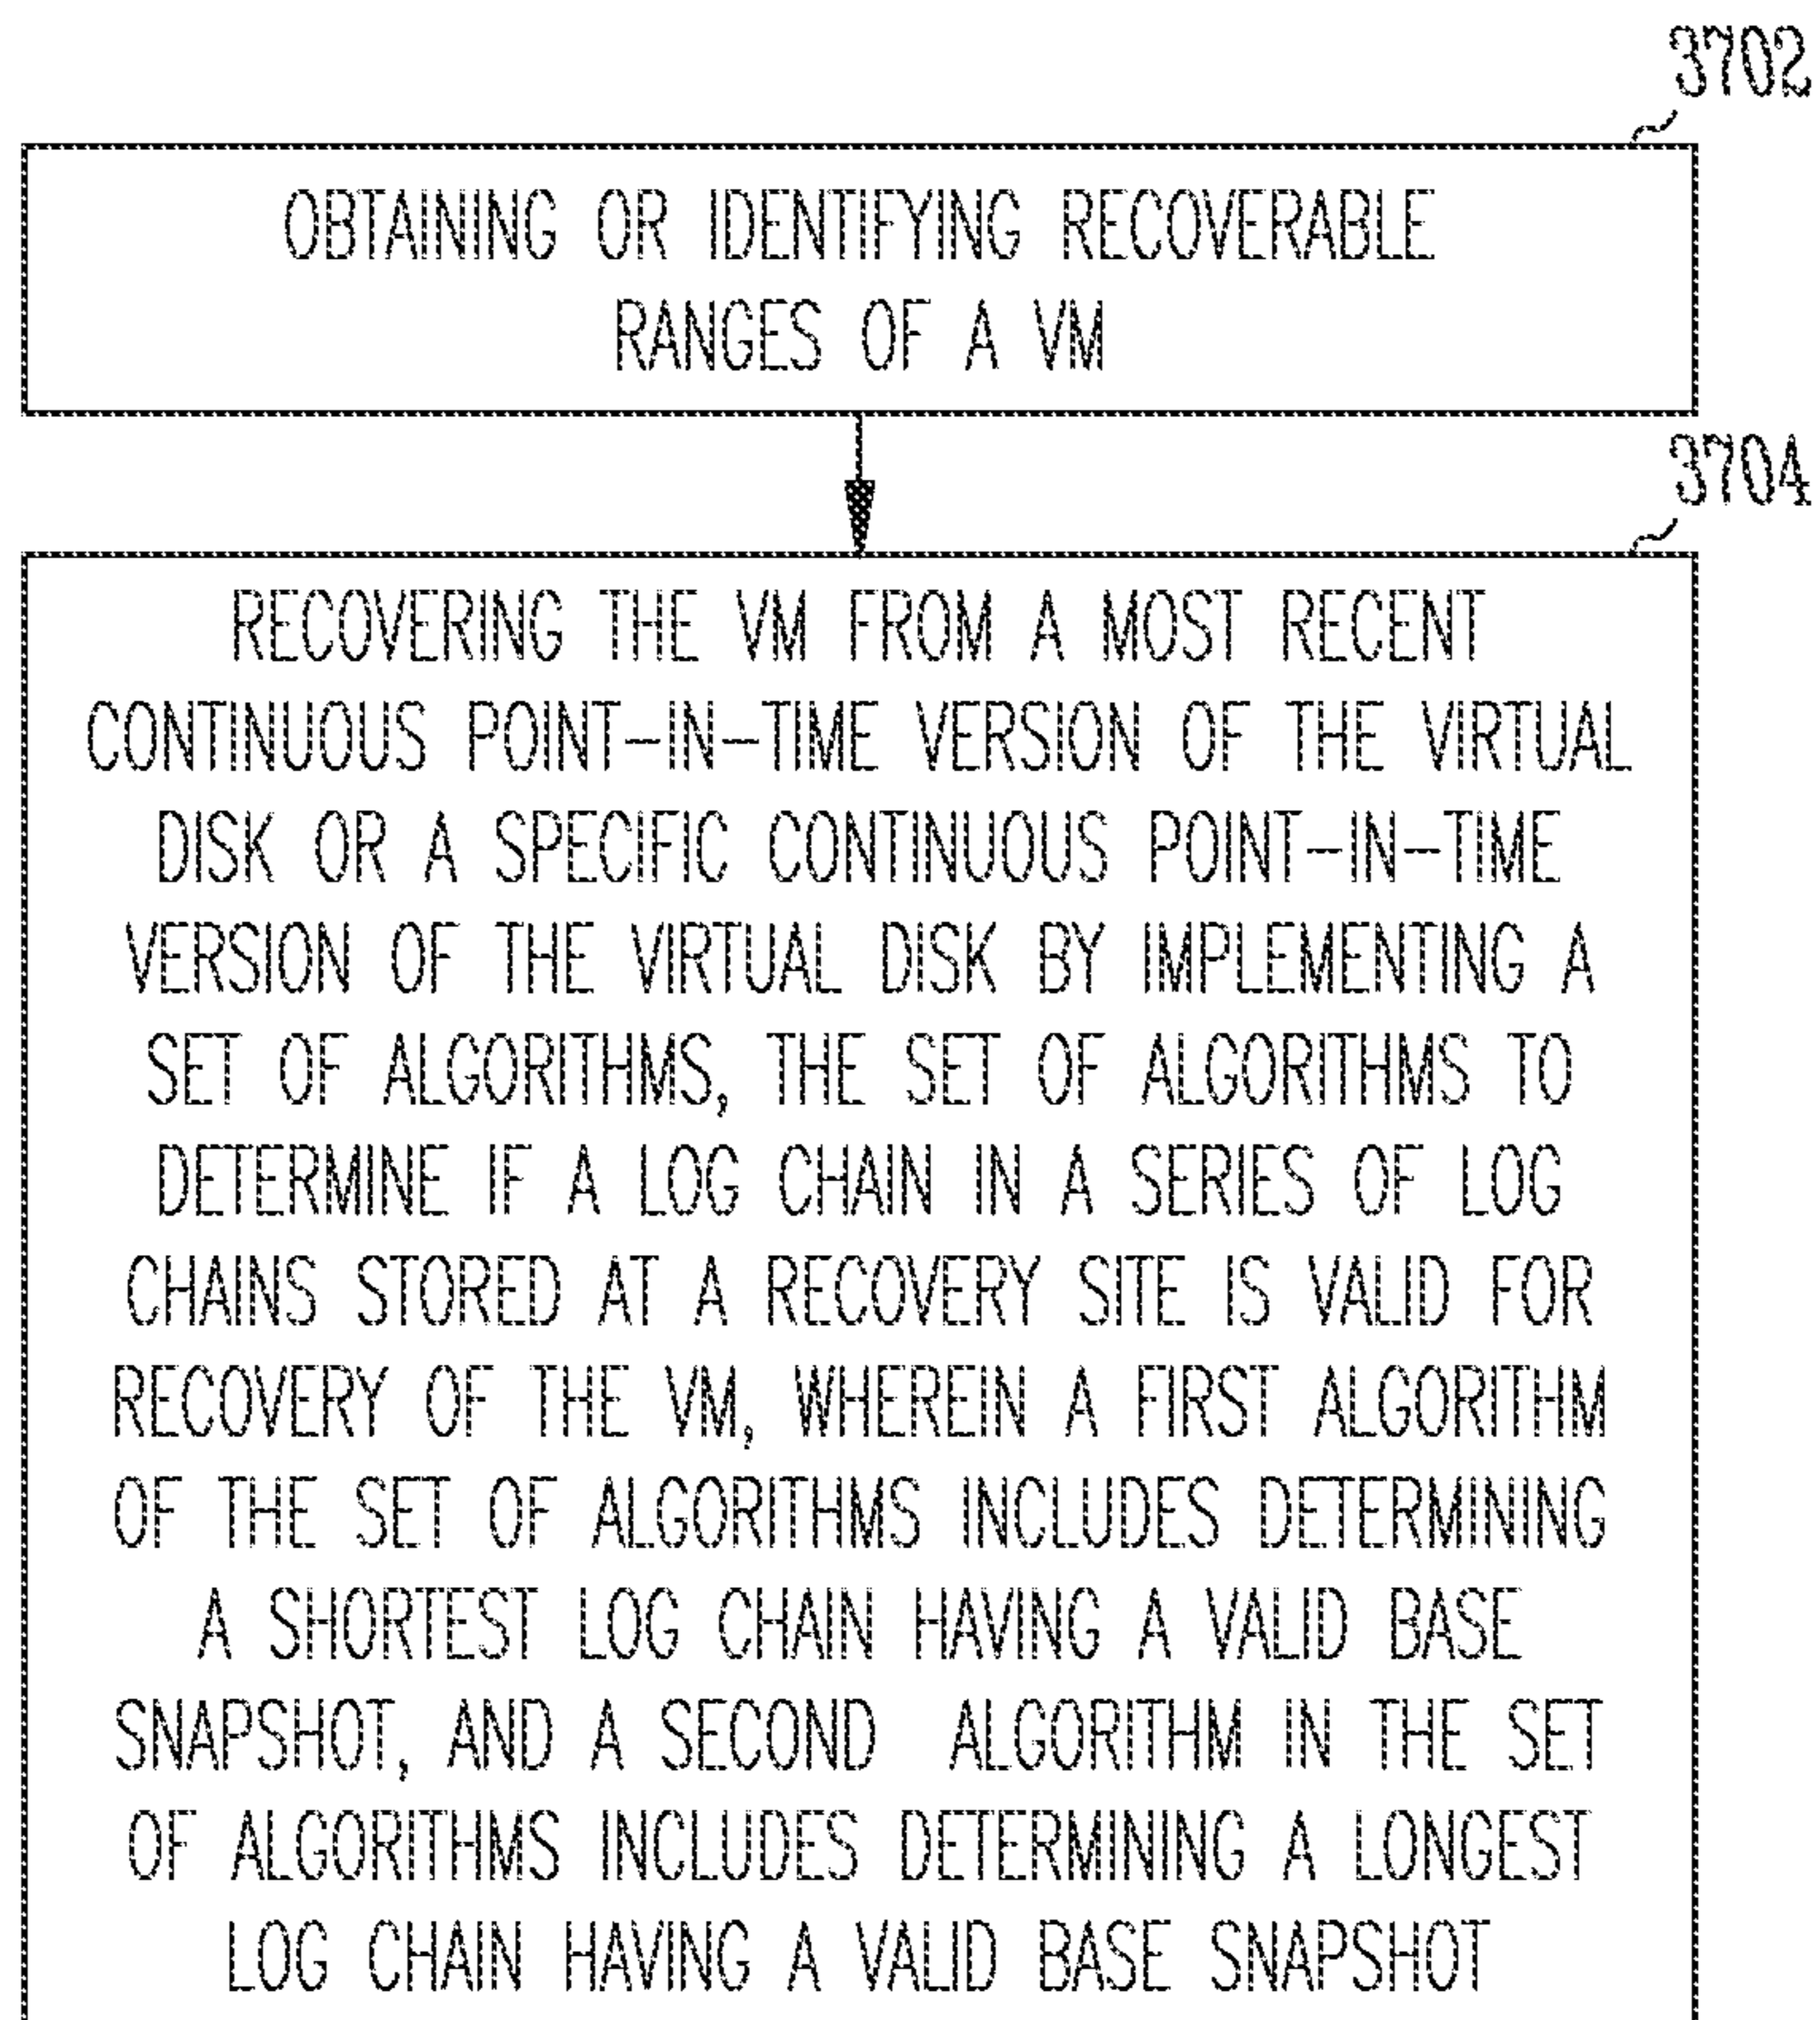 3702
OBTAINING OR IDENTIFYING RECOVERABLE
RANGES OF A VM
3704
RECOVERING THE VM FROM A MOST RECENT
CONTINUOUS POINT-IN-TIME VERSION OF THE VIRTUAL
DISK OR A SPECIFIC CONTINUOUS POINT-IN-TIME
VERSION OF THE VIRTUAL DISK BY IMPLEMENTING A
SET OF ALGORITHMS, THE SET OF ALGORITHMS TO
DETERMINE IF A LOG CHAIN IN A SERIES OF LOG
CHAINS STORED AT A RECOVERY SITE IS VALID FOR
RECOVERY OF THE VM, WHEREIN A FIRST ALGORITHM
OF THE SET OF ALGORITHMS INCLUDES DETERMINING
A SHORTEST LOG CHAIN HAVING A VALID BASE
SNAPSHOT, AND A SECOND ALGORITHM IN THE SET
OF ALGORITHMS INCLUDES DETERMINING A LONGEST
LOG CHAIN HAVING A VALID BASE SNAPSHOT